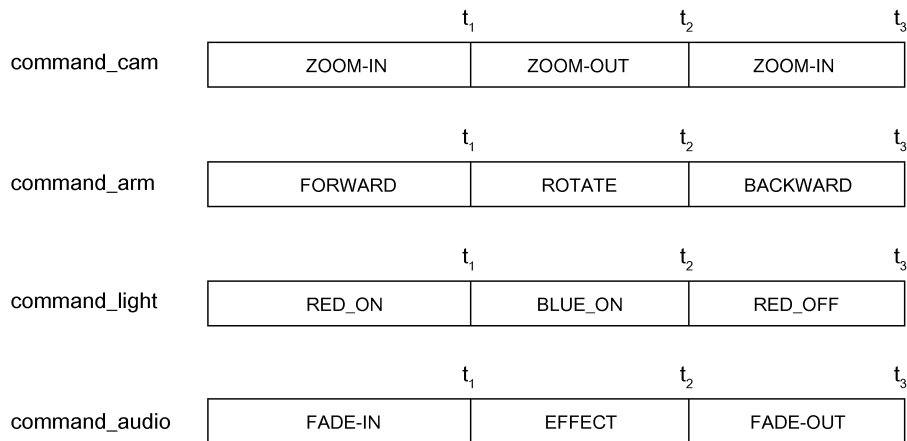 t₁ t₂ t₃
command_cam ZOOM-IN ZOOM-OUT ZOOM-IN
t₁ t₂ t₃
command_arm FORWARD ROTATE BACKWARD
t₁ t₂ t₃
command_light RED_ON BLUE_ON RED_OFF
t₁ t₂ t₃
command_audio FADE-IN EFFECT FADE-OUT